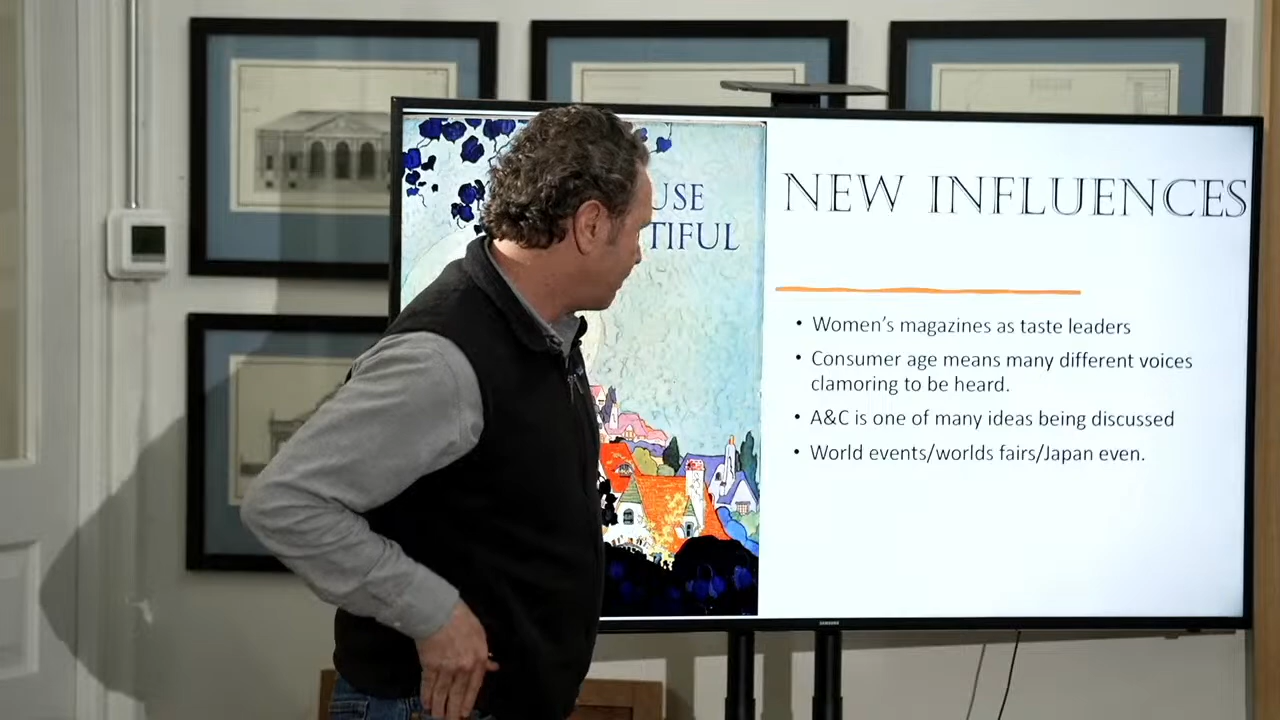 USE
TIFUL
NEW INFLUENCES
• Women's magazines as taste leaders
• Consumer age means many different voices
clamoring to be heard.
• A&C is one of many ideas being discussed
• World events/worlds fairs/Japan even.
SAMSUNG